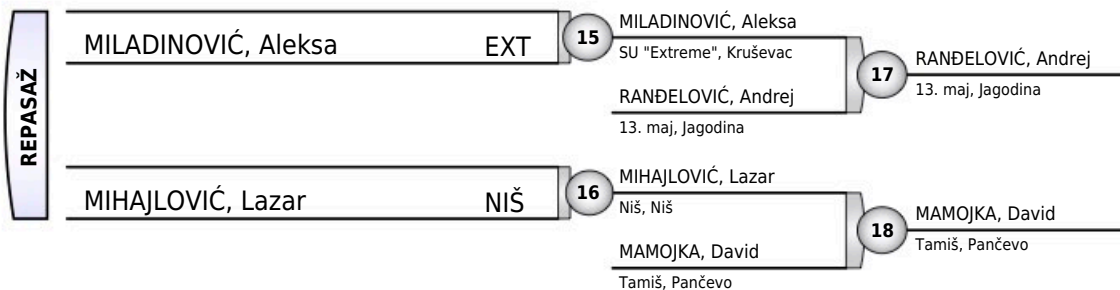 REPASAŽ
MILADINOVIĆ, Aleksa EXT
15
MILADINOVIĆ, Aleksa
SU "Extreme", Kruševac
RANĐELOVIĆ, Andrej
13. maj, Jagodina
17
RANĐELOVIĆ, Andrej
13. maj, Jagodina
MIHAJLOVIĆ, Lazar NIŠ
16
MIHAJLOVIĆ, Lazar
Niš, Niš
MAMOJKA, David
Tamiš, Pančevo
18
MAMOJKA, David
Tamiš, Pančevo